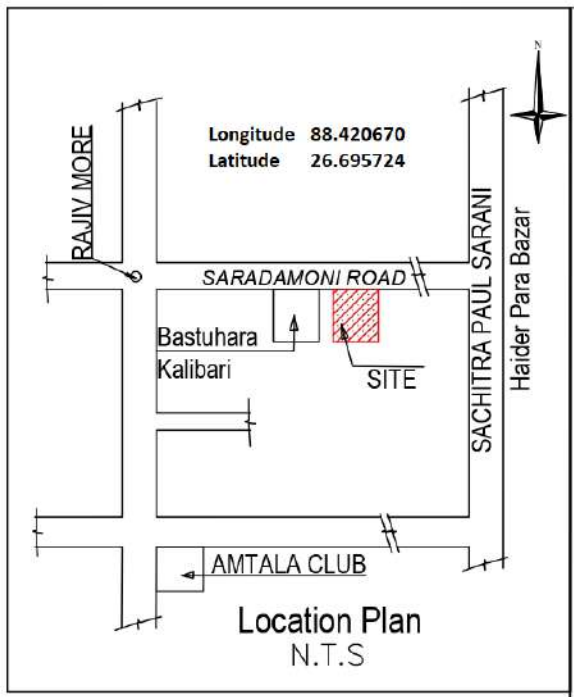 N
Longitude 88.420670
Latitude 26.695724
RAJIV MORE
SARADAMONI ROAD
SACHITRA PAUL SARANI
Haider Para Bazar
Bastuhara
Kalibari
SITE
AMTALA CLUB
Location Plan
N.T.S